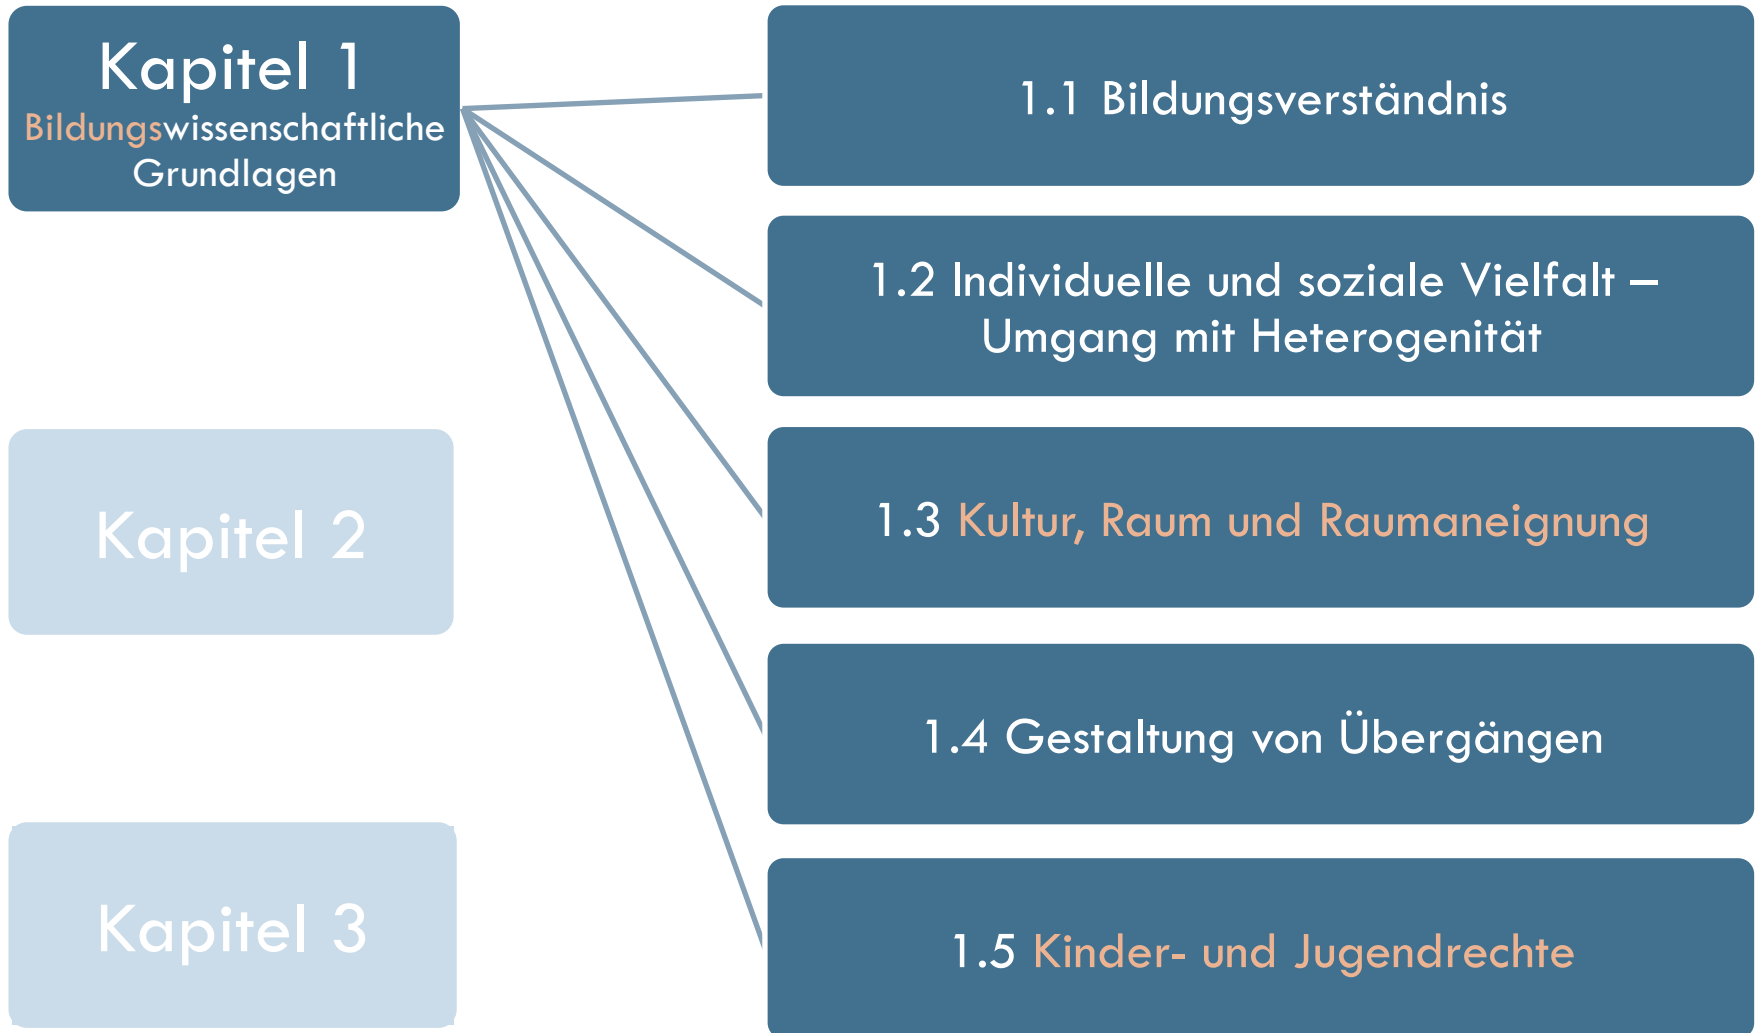 Kapitel 1
Bildungswissenschaftliche
Grundlagen
1.1 Bildungsverständnis
1.2 Individuelle und soziale Vielfalt –
Umgang mit Heterogenität
1.3 Kultur, Raum und Raumaneignung
1.4 Gestaltung von Übergängen
1.5 Kinder- und Jugendrechte
Kapitel 2
Kapitel 3